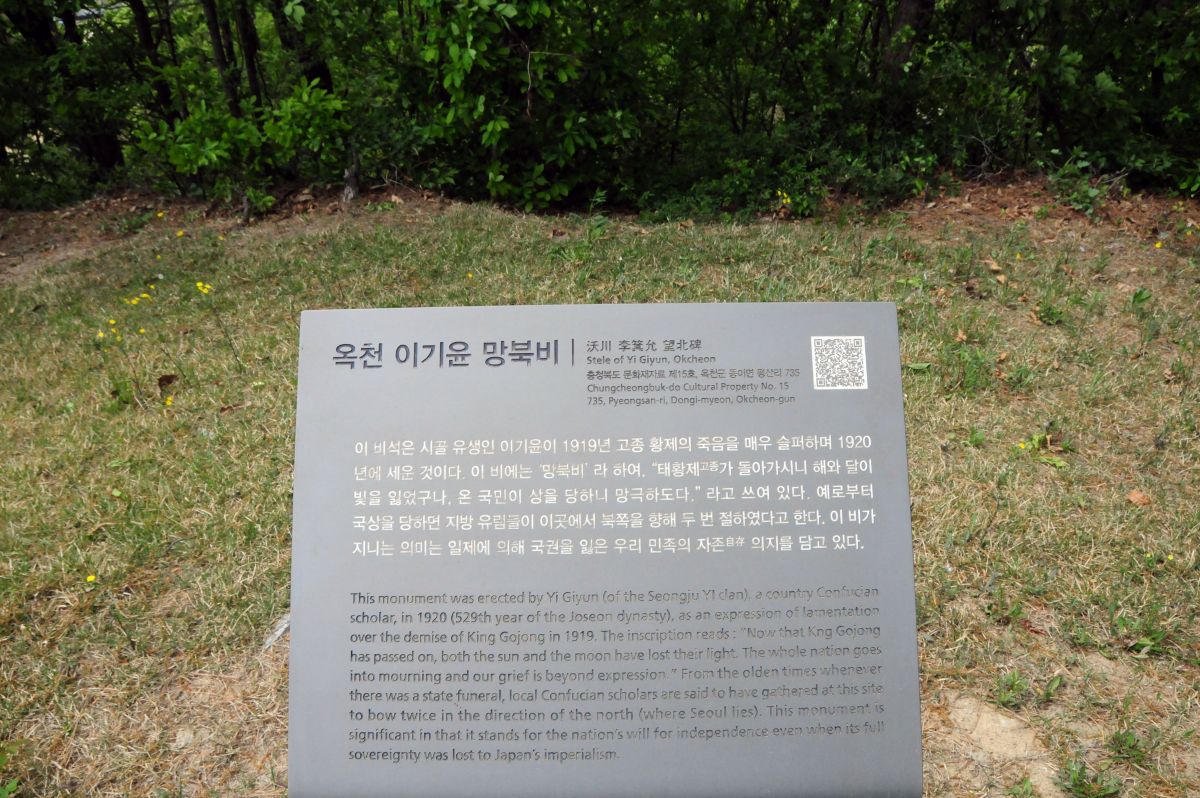 옥천 이기윤 망북비
沃川 李箕允 望北碑
Stele of Yi Giyun, Okcheon
충청북도 문화재자료 제15호, 옥천군 동이면 평산리 735
Chungcheongbuk-do Cultural Property No. 15
735, Pyeongsan-ri, Dongi-myeon, Okcheon-gun
이 비석은 시골 유생인 이기윤이 1919년 고종 황제의 죽음을 매우 슬퍼하며 1920
년에 세운 것이다. 이 비에는 '망북비' 라 하여, "태황제고종가 돌아가시니 해와 달이
빛을 잃었구나, 온 국민이 상을 당하니 망극하도다." 라고 쓰여 있다. 예로부터
국상을 당하면 지방 유림들이 이곳에서 북쪽을 향해 두 번 절하였다고 한다. 이 비가
지니는 의미는 일제에 의해 국권을 잃은 우리 민족의 자존自存 의지를 담고 있다.
This monument was erected by Yi Giyun (of the Seongju YI clan), a country Confucian
scholar, in 1920 (529th year of the Joseon dynasty), as an expression of lamentation
over the demise of King Gojong in 1919. The inscription reads : "Now that Kng Gojong
has passed on, both the sun and the moon have lost their light. The whole nation goes
into mourning and our grief is beyond expression." From the olden times whenever
there was a state funeral, local Confucian scholars are said to have gathered at this site
to bow twice in the direction of the north (where Seoul lies). This monument is
significant in that it stands for the nation's will for independence even when its full
sovereignty was lost to Japan's imperialism.